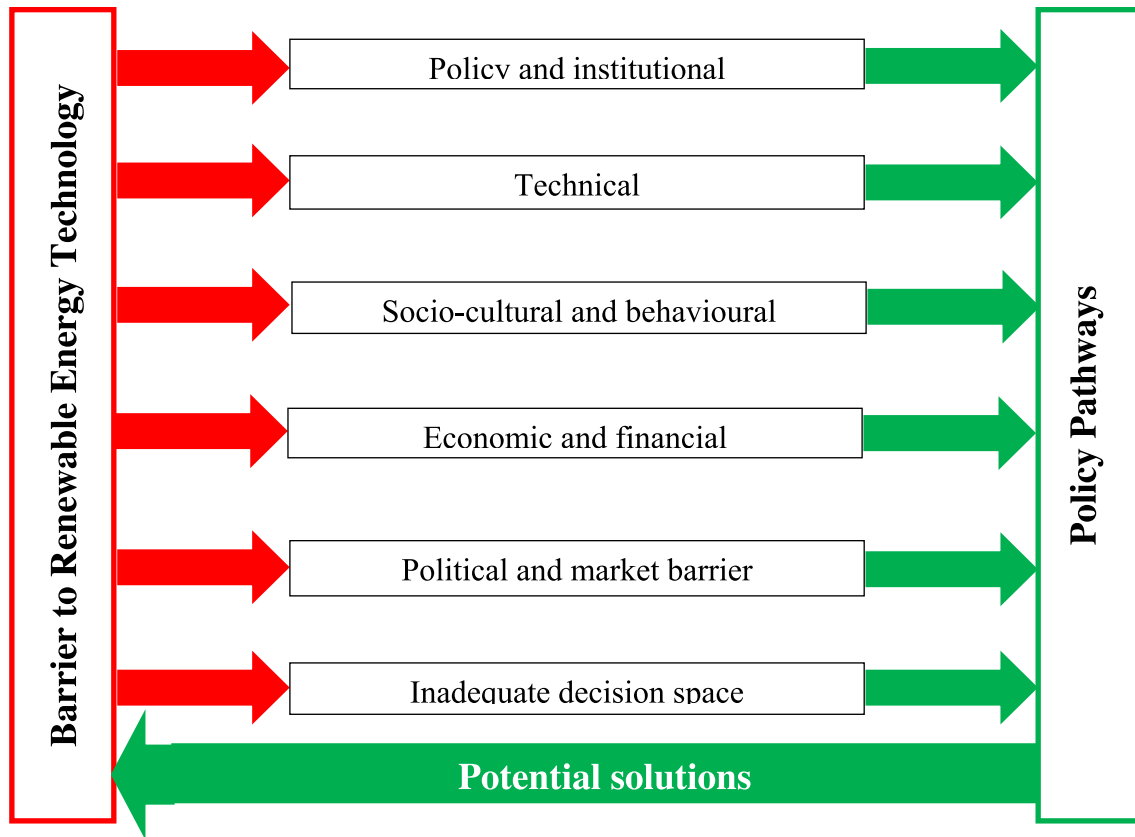 Barrier to Renewable Energy Technology
Policy and institutional
Technical
Socio-cultural and behavioural
Economic and financial
Political and market barrier
Inadequate decision space
Potential solutions
Policy Pathways